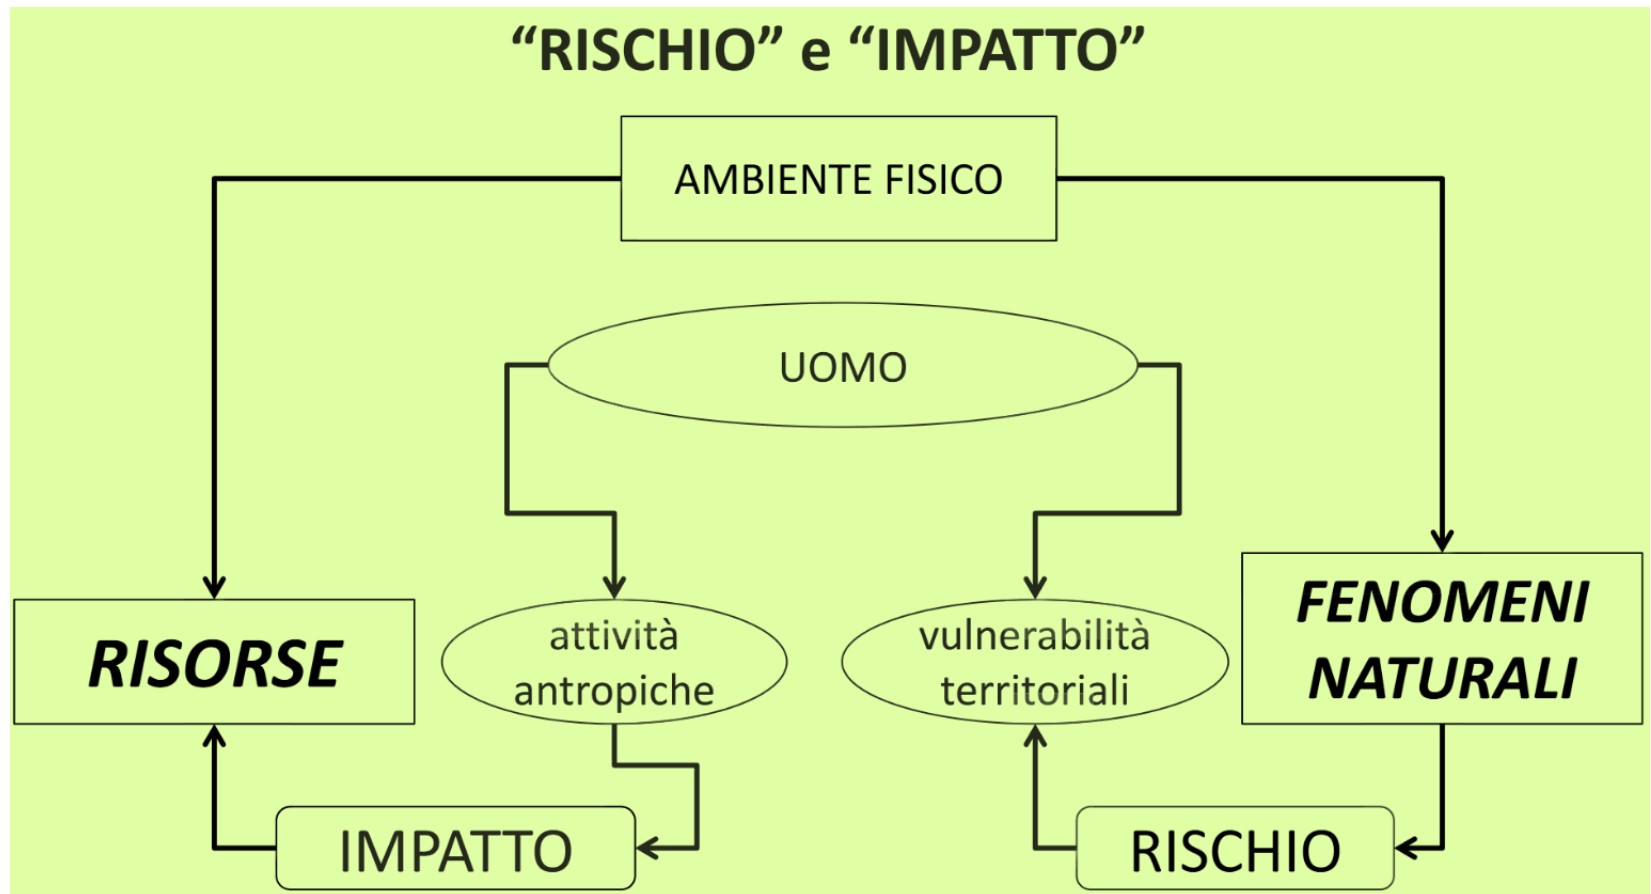 “RISCHIO” e “IMPATTO”
AMBIENTE FISICO
UOMO
RISORSE
attività
antropiche
vulnerabilità
territoriali
FENOMENI
NATURALI
IMPATTO
RISCHIO